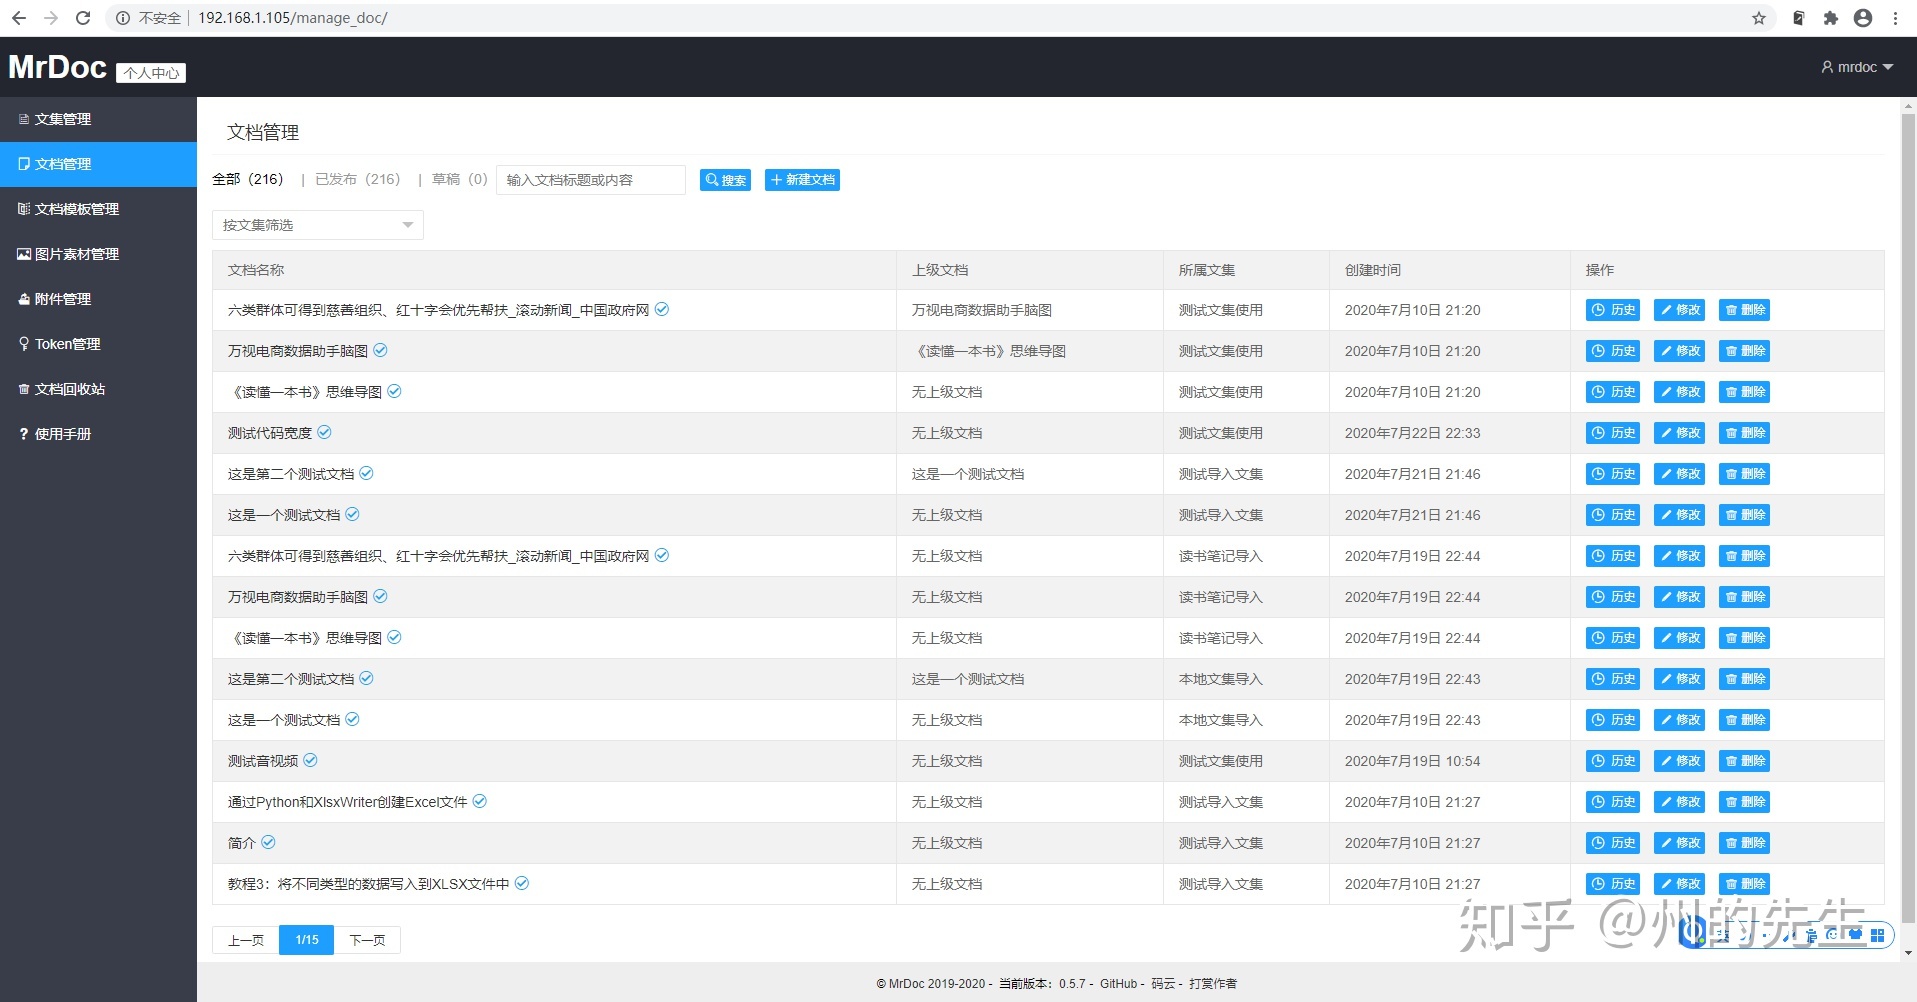 不安全 192.168.1.105/manage_doc/
MrDoc 个人中心 mrdoc
文集管理
文档管理
文档模板管理
图片素材管理
附件管理
Token管理
文档回收站
使用手册
文档管理
全部（216） | 已发布（216） | 草稿（0） 输入文档标题或内容 搜索 新建文档
按文集筛选
文档名称 上级文档 所属文集 创建时间 操作
六类群体可得到慈善组织、红十字会优先帮扶_滚动新闻_中国政府网 万视电商数据助手脑图 测试文集使用 2020年7月10日 21:20 历史 修改 删除
万视电商数据助手脑图 《读懂一本书》思维导图 测试文集使用 2020年7月10日 21:20 历史 修改 删除
《读懂一本书》思维导图 无上级文档 测试文集使用 2020年7月10日 21:20 历史 修改 删除
测试代码宽度 无上级文档 测试文集使用 2020年7月22日 22:33 历史 修改 删除
这是第二个测试文档 这是一个测试文档 测试导入文集 2020年7月21日 21:46 历史 修改 删除
这是一个测试文档 无上级文档 测试导入文集 2020年7月21日 21:46 历史 修改 删除
六类群体可得到慈善组织、红十字会优先帮扶_滚动新闻_中国政府网 无上级文档 读书笔记导入 2020年7月19日 22:44 历史 修改 删除
万视电商数据助手脑图 无上级文档 读书笔记导入 2020年7月19日 22:44 历史 修改 删除
《读懂一本书》思维导图 无上级文档 读书笔记导入 2020年7月19日 22:44 历史 修改 删除
这是第二个测试文档 这是一个测试文档 本地文集导入 2020年7月19日 22:43 历史 修改 删除
这是一个测试文档 无上级文档 本地文集导入 2020年7月19日 22:43 历史 修改 删除
测试音视频 无上级文档 测试文集使用 2020年7月19日 10:54 历史 修改 删除
通过Python和XlsxWriter创建Excel文件 无上级文档 测试导入文集 2020年7月10日 21:27 历史 修改 删除
简介 无上级文档 测试导入文集 2020年7月10日 21:27 历史 修改 删除
教程3：将不同类型的数据写入到XLSX文件中 无上级文档 测试导入文集 2020年7月10日 21:27 历史 修改 删除
知乎 @州的先生
上一页 1/15 下一页
© MrDoc 2019-2020 - 当前版本：0.5.7 - GitHub - 码云 - 打赏作者